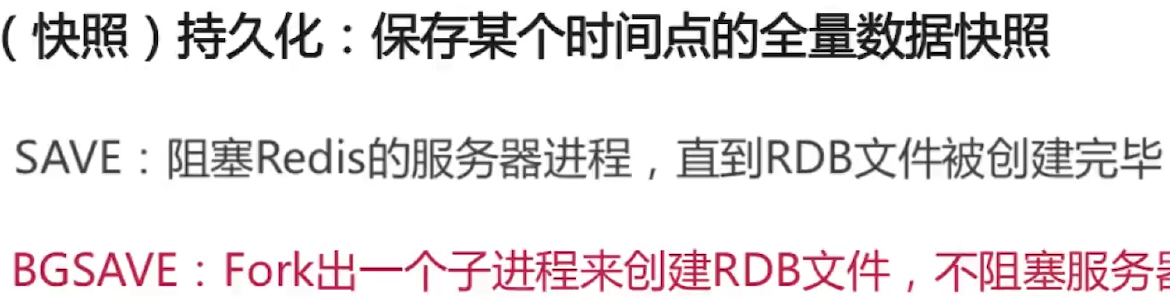 （快照）持久化：保存某个时间点的全量数据快照
SAVE：阻塞Redis的服务器进程，直到RDB文件被创建完毕
BGSAVE：Fork出一个子进程来创建RDB文件，不阻塞服务器